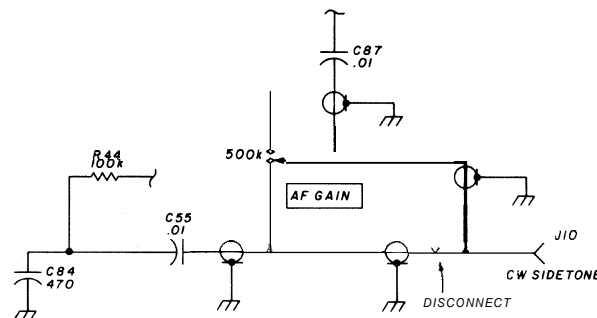 C87
.01
R44
100k
500k
AF GAIN
C55
.01
J10
C84
470
CW SIDETONE
DISCONNECT